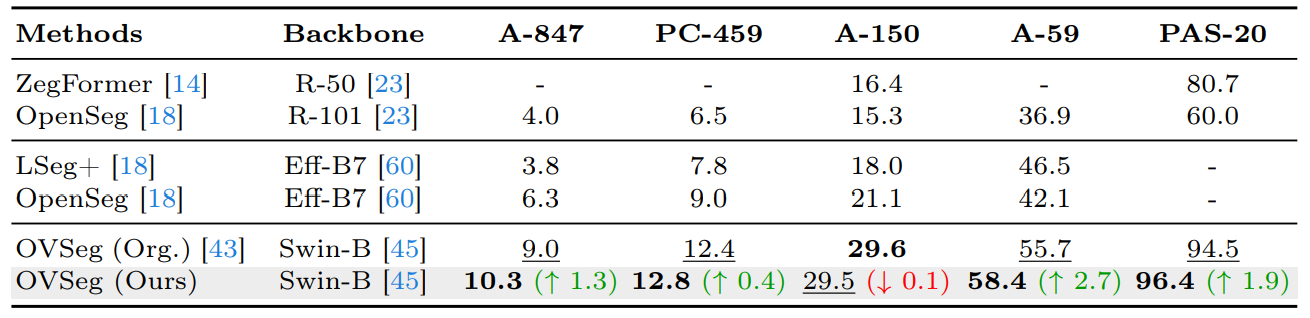 Methods Backbone A-847 PC-459 A-150 A-59 PAS-20
ZegFormer [14] R-50 [23] - - 16.4 - 80.7
OpenSeg [18] R-101 [23] 4.0 6.5 15.3 36.9 60.0
LSeg+ [18] Eff-B7 [60] 3.8 7.8 18.0 46.5 -
OpenSeg [18] Eff-B7 [60] 6.3 9.0 21.1 42.1 -
OVSeg (Org.) [43] Swin-B [45] 9.0 12.4 29.6 55.7 94.5
OVSeg (Ours) Swin-B [45] 10.3 (↑ 1.3) 12.8 (↑ 0.4) 29.5 (↓ 0.1) 58.4 (↑ 2.7) 96.4 (↑ 1.9)